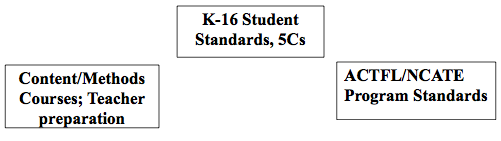 K-16 Student
Standards, 5Cs
Content/Methods
Courses; Teacher
preparation
ACTFL/NCATE
Program Standards